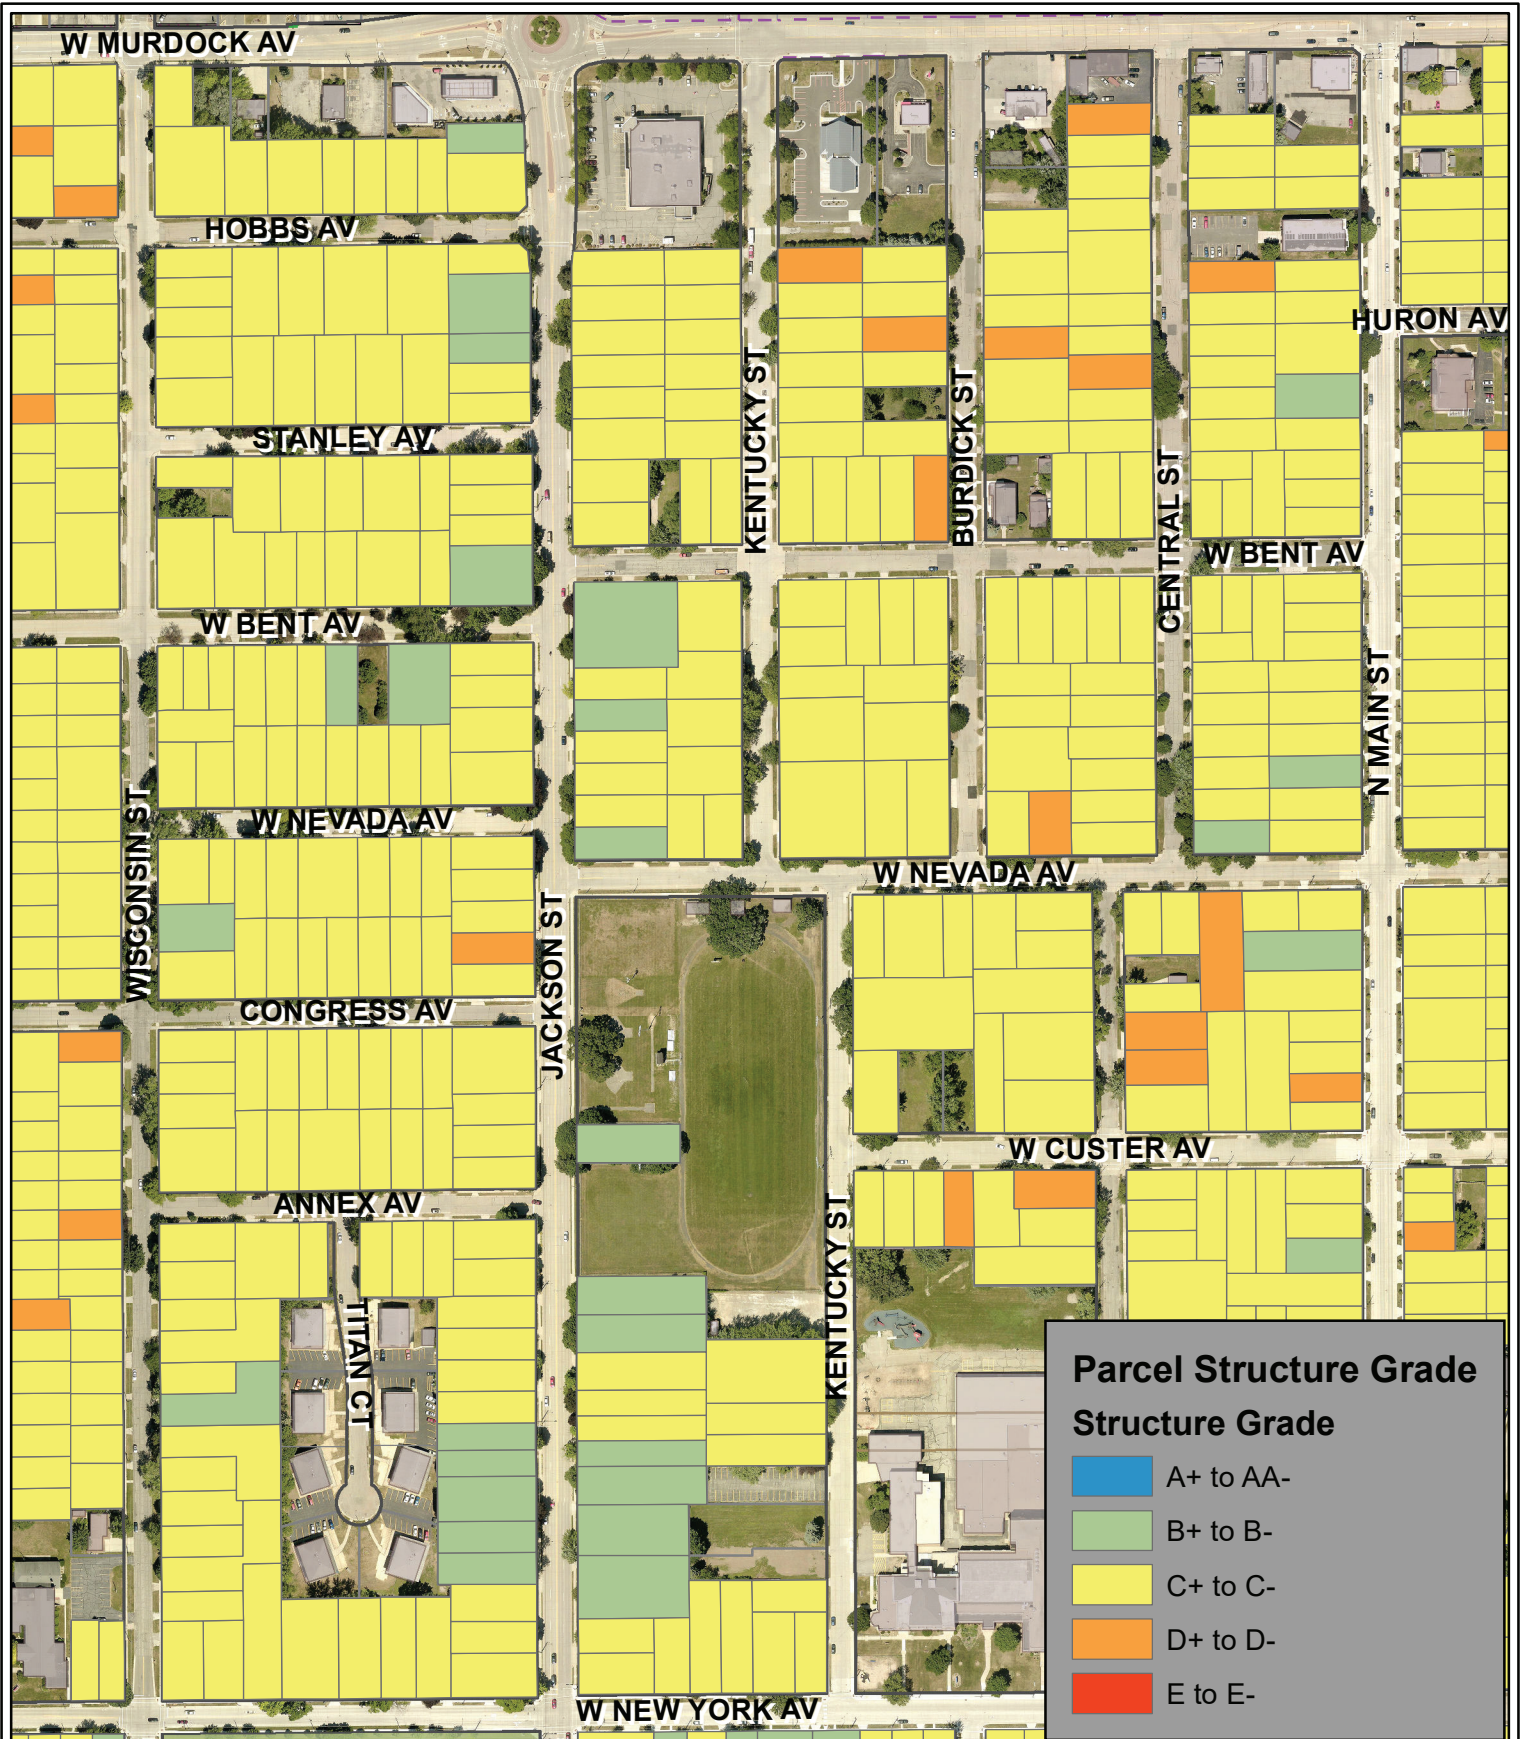 W MURDOCK AV
HOBBS AV
HURON AV
STANLEY AV
KENTUCKY ST
BURDICK ST
CENTRAL ST
W BENT AV
W BENT AV
N MAIN ST
W NEVADA AV
WISCONSIN ST
W NEVADA AV
JACKSON ST
CONGRESS AV
W CUSTER AV
ANNEX AV
KENTUCKY ST
TITAN CT
W NEW YORK AV
Parcel Structure Grade
Structure Grade
A+ to AA-
B+ to B-
C+ to C-
D+ to D-
E to E-